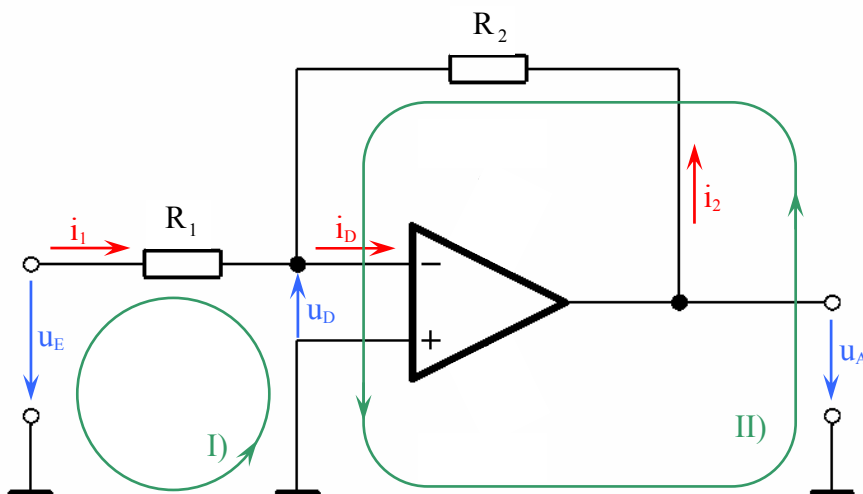 R2
R1
i1
iD
i2
−
uD
uE
+
uA
I)
II)